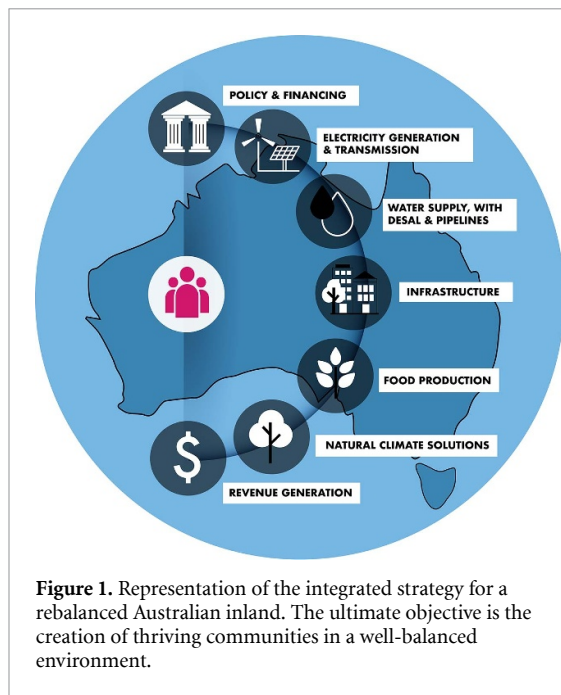 POLICY & FINANCING
ELECTRICITY GENERATION
& TRANSMISSION
WATER SUPPLY, WITH
DESAL & PIPELINES
INFRASTRUCTURE
FOOD PRODUCTION
NATURAL CLIMATE SOLUTIONS
$
REVENUE GENERATION
Figure 1. Representation of the integrated strategy for a
rebalanced Australian inland. The ultimate objective is the
creation of thriving communities in a well-balanced
environment.